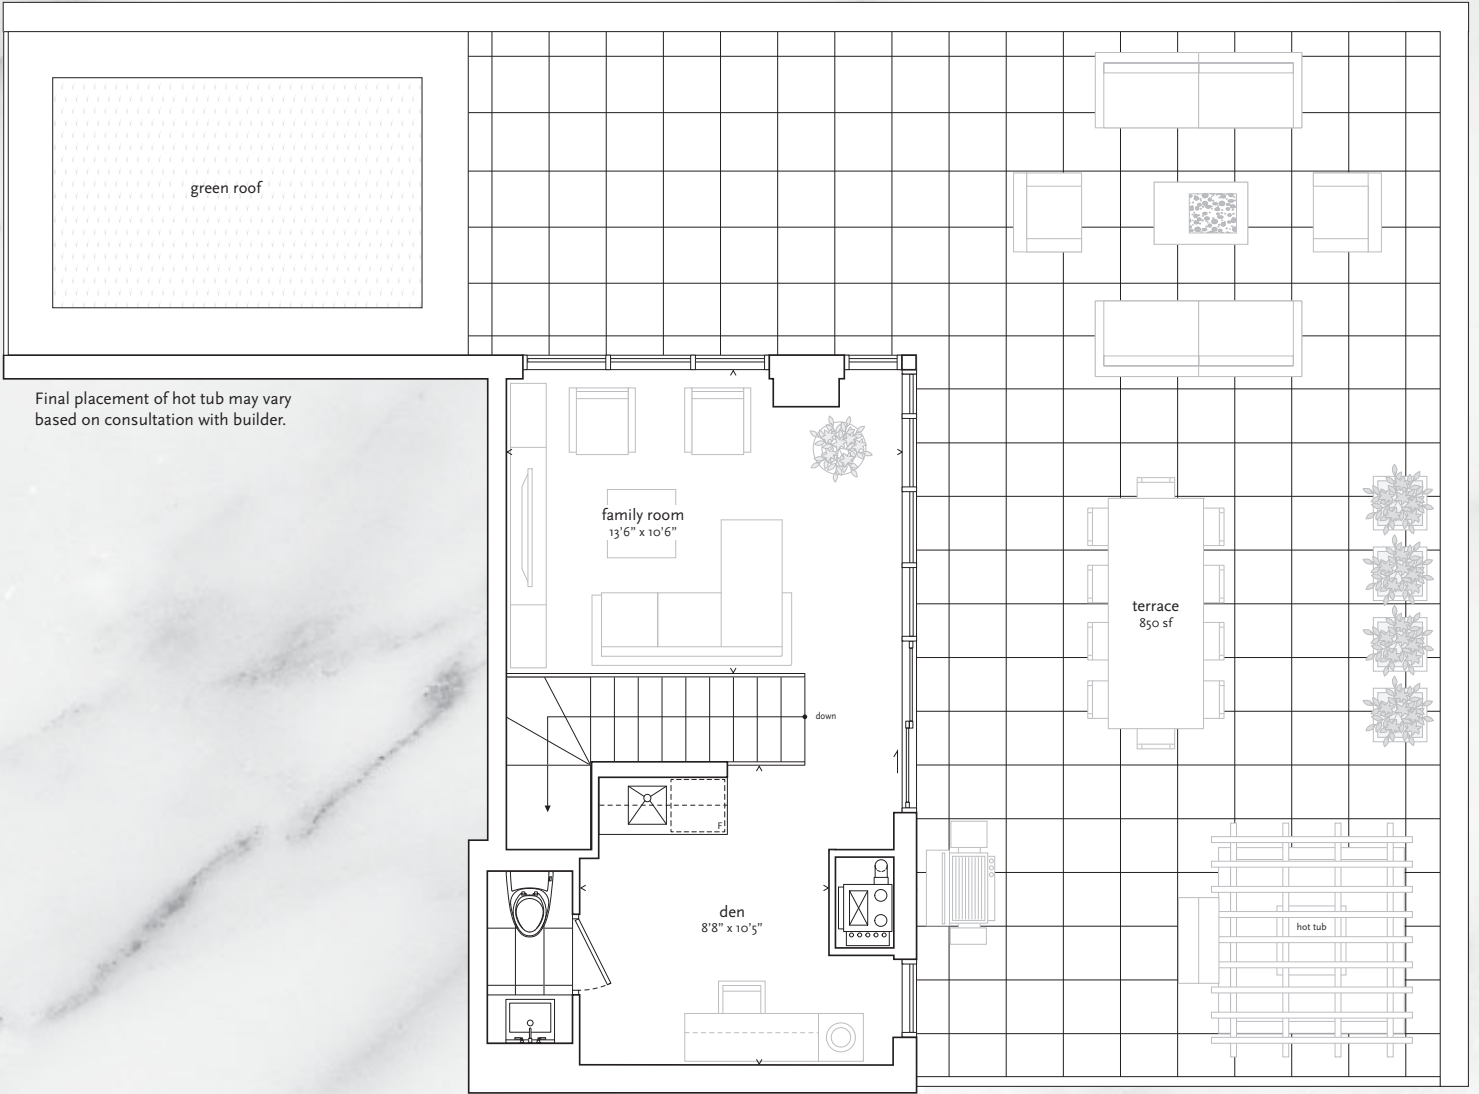 green roof
Final placement of hot tub may vary
based on consultation with builder.
family room
13'6” x 10'6”
terrace
850 sf
down
F
den
8'8” x 10'5”
hot tub